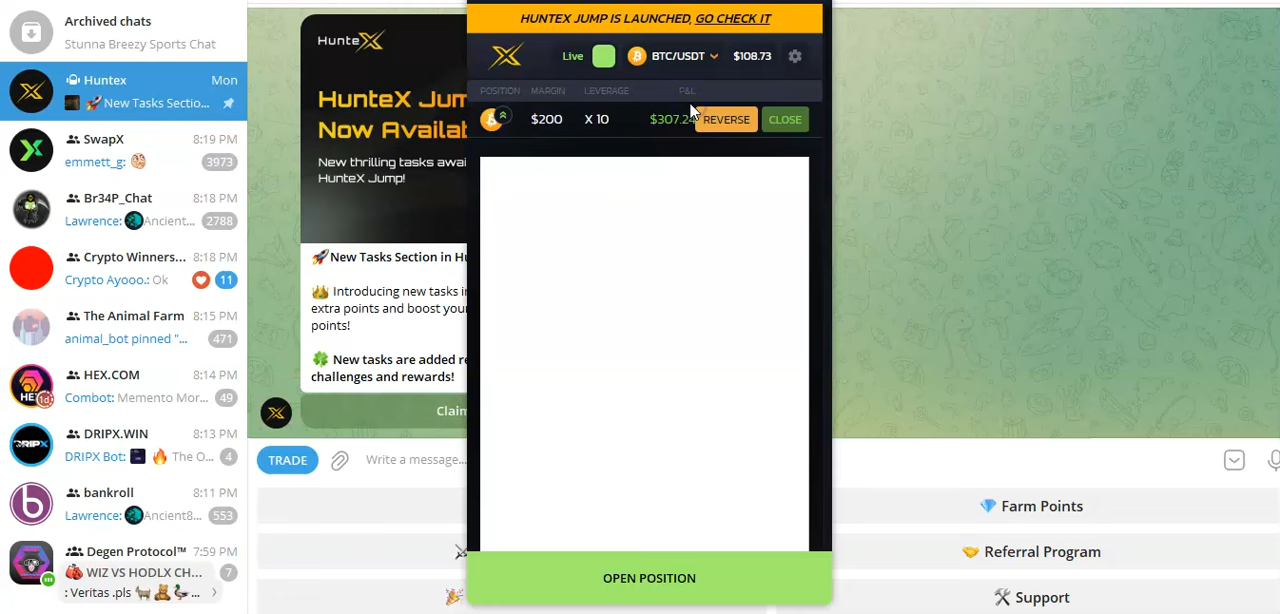 Archived chats
Stunna Breezy Sports Chat
Huntex Mon
🚀 New Tasks Sectio...
SwapX 8:19 PM
emmett_g: 3973
Br34P_Chat 8:18 PM
Lawrence: Ancient... 2788
Crypto Winners... 8:18 PM
Crypto Ayooo.: Ok 11
The Animal Farm 8:15 PM
animal_bot pinned "... 471
HEX.COM 8:14 PM
Combot: Memento Mor... 49
DRIPX.WIN 8:13 PM
DRIPX Bot: 🔥 The O... 4
bankroll 8:11 PM
Lawrence: Ancient8... 553
Degen Protocol™ 7:59 PM
WIZ VS HODLX CH... 7
: Veritas .pls ...
HunteX
HunteX Jum
Now Availab
New thrilling tasks awai
HunteX Jump!
🚀New Tasks Section in Hu
👑 Introducing new tasks in
extra points and boost your
points!
🍀 New tasks are added re
challenges and rewards!
Claim
TRADE
Write a message...
HUNTEX JUMP IS LAUNCHED, GO CHECK IT
Live BTC/USDT $108.73
POSITION MARGIN LEVERAGE P&L
$200 X 10 $307.24 REVERSE CLOSE
OPEN POSITION
💎 Farm Points
🤝 Referral Program
🛠 Support